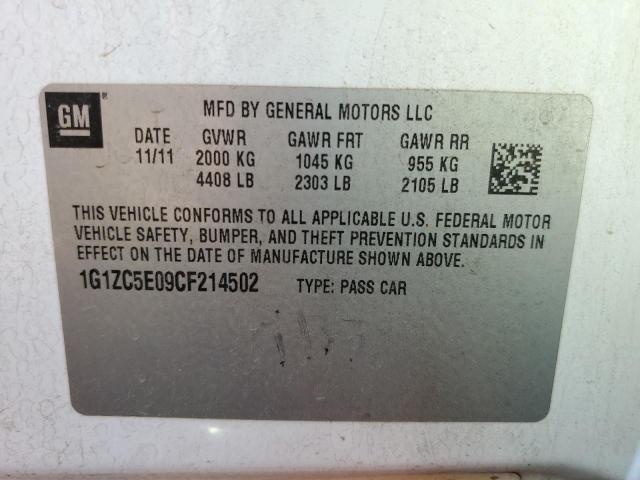 GM
®
MFD BY GENERAL MOTORS LLC
DATE GVWR GAWR FRT GAWR RR
11/11 2000 KG 1045 KG 955 KG
4408 LB 2303 LB 2105 LB
THIS VEHICLE CONFORMS TO ALL APPLICABLE U.S. FEDERAL MOTOR
VEHICLE SAFETY, BUMPER, AND THEFT PREVENTION STANDARDS IN
EFFECT ON THE DATE OF MANUFACTURE SHOWN ABOVE.
1G1ZC5E09CF214502 TYPE: PASS CAR